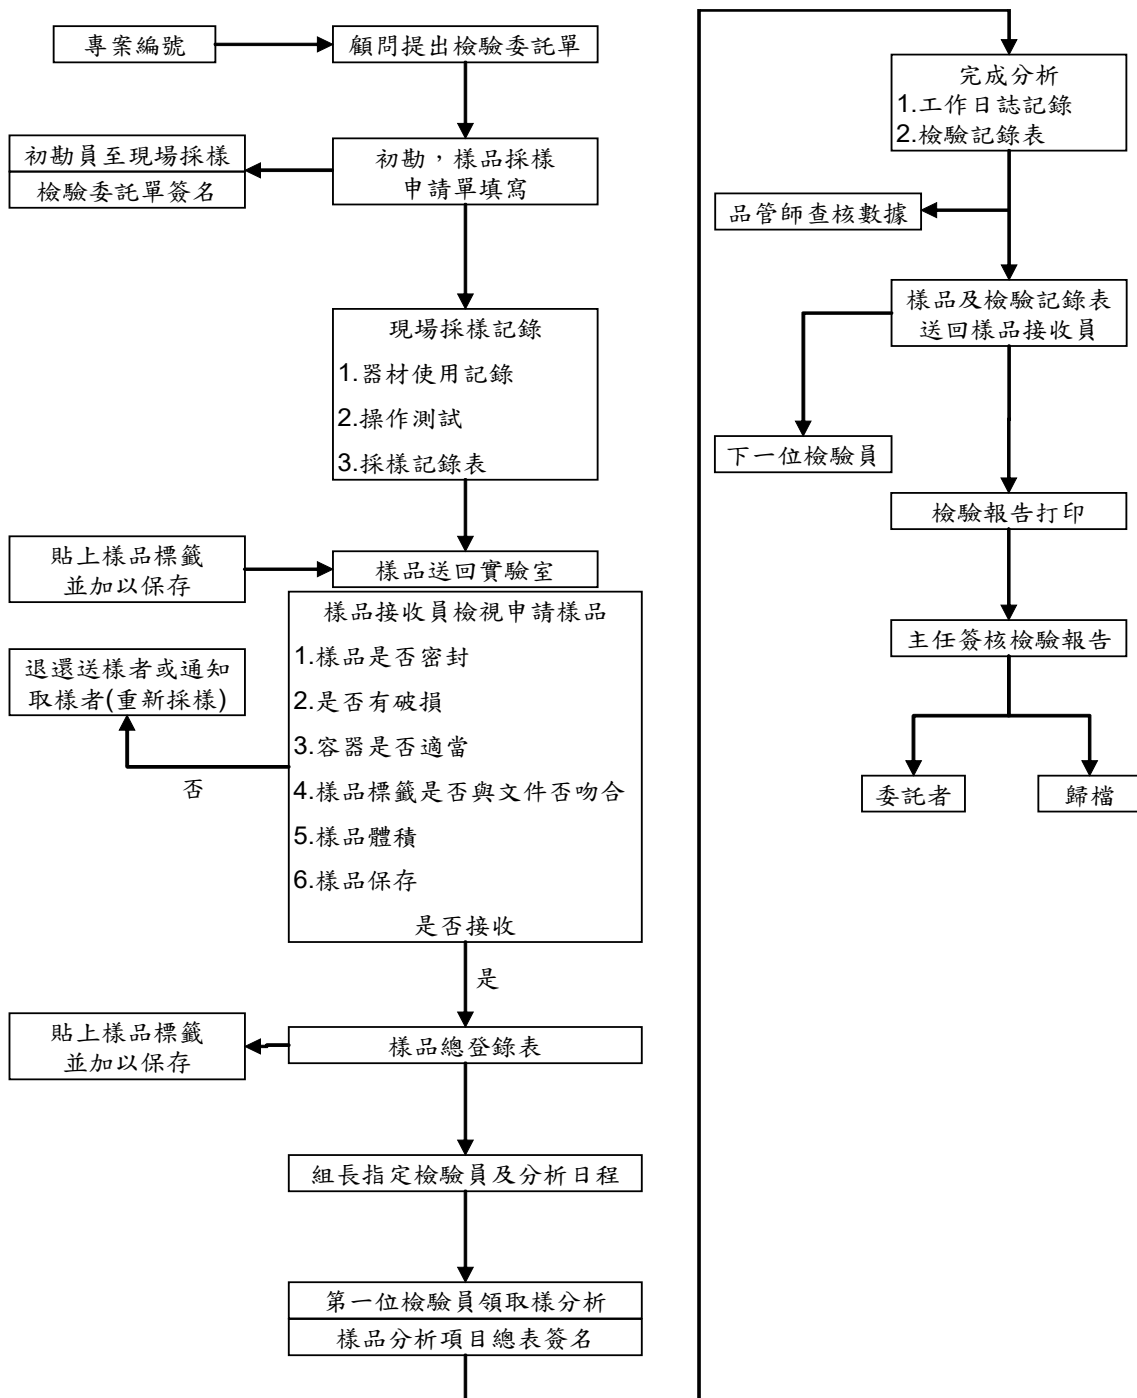 專案編號
顧問提出檢驗委託單
初勘員至現場採樣
檢驗委託單簽名
初勘，樣品採樣
申請單填寫
現場採樣記錄
1.器材使用記錄
2.操作測試
3.採樣記錄表
貼上樣品標籤
並加以保存
樣品送回實驗室
樣品接收員檢視申請樣品
1.樣品是否密封
2.是否有破損
3.容器是否適當
4.樣品標籤是否與文件否吻合
5.樣品體積
6.樣品保存
是否接收
退還送樣者或通知
取樣者(重新採樣)
否
是
貼上樣品標籤
並加以保存
樣品總登錄表
組長指定檢驗員及分析日程
第一位檢驗員領取樣分析
樣品分析項目總表簽名
完成分析
1.工作日誌記錄
2.檢驗記錄表
品管師查核數據
樣品及檢驗記錄表
送回樣品接收員
下一位檢驗員
檢驗報告打印
主任簽核檢驗報告
委託者
歸檔